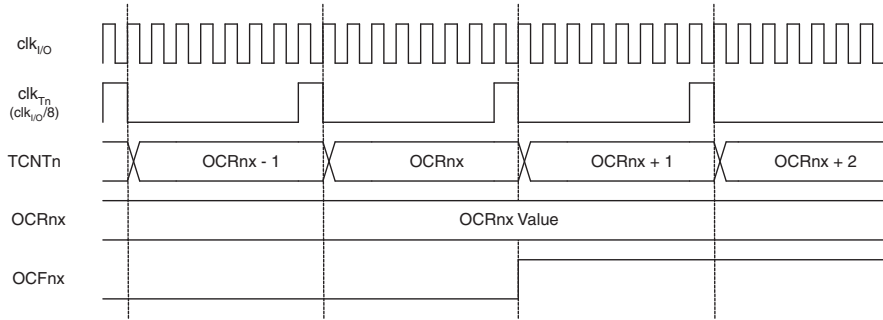 clkI/O
clkTn
(clkI/O/8)
TCNTn
OCRnx - 1
OCRnx
OCRnx + 1
OCRnx + 2
OCRnx
OCRnx Value
OCFnx